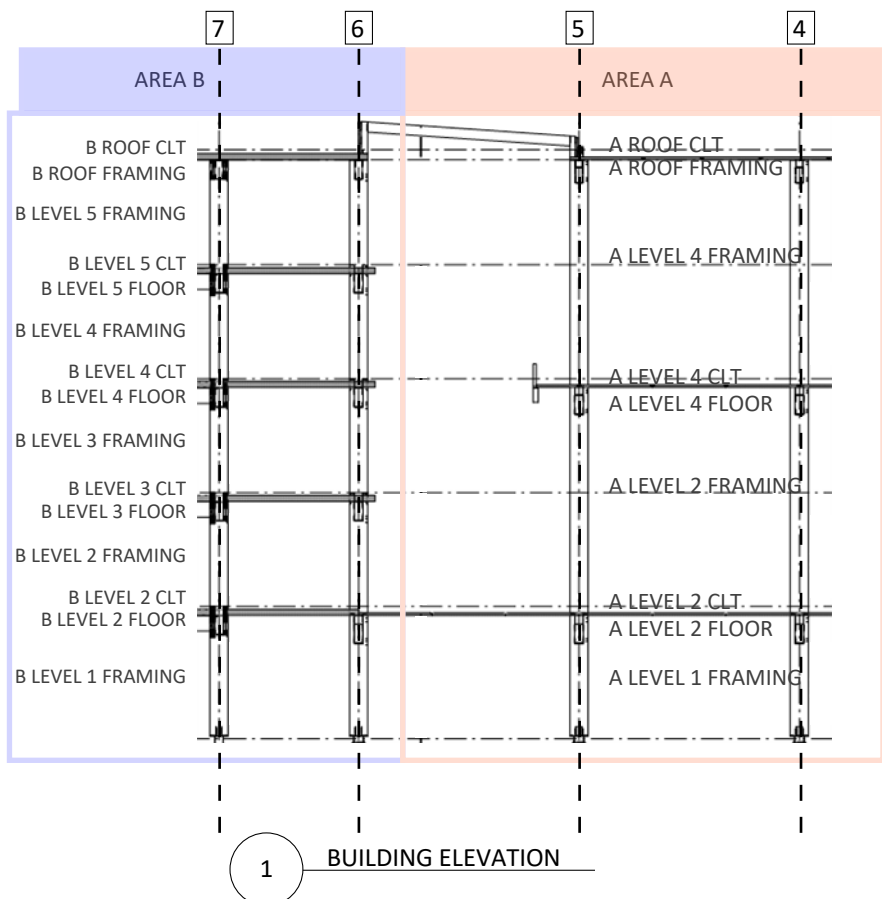 7
6
5
4
AREA B
AREA A
B ROOF CLT
A ROOF CLT
B ROOF FRAMING
A ROOF FRAMING
B LEVEL 5 FRAMING
B LEVEL 5 CLT
A LEVEL 4 FRAMING
B LEVEL 5 FLOOR
B LEVEL 4 FRAMING
B LEVEL 4 CLT
A LEVEL 4 CLT
B LEVEL 4 FLOOR
A LEVEL 4 FLOOR
B LEVEL 3 FRAMING
B LEVEL 3 CLT
A LEVEL 2 FRAMING
B LEVEL 3 FLOOR
B LEVEL 2 FRAMING
B LEVEL 2 CLT
A LEVEL 2 CLT
B LEVEL 2 FLOOR
A LEVEL 2 FLOOR
B LEVEL 1 FRAMING
A LEVEL 1 FRAMING
1
BUILDING ELEVATION